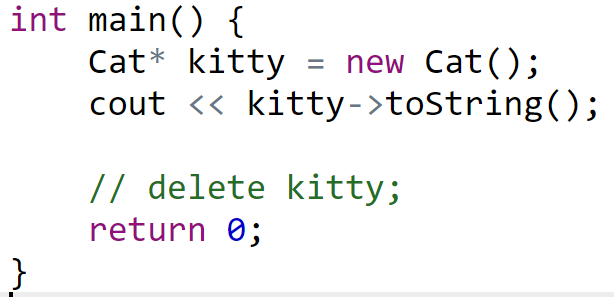 int main() {
    Cat* kitty = new Cat();
    cout << kitty->toString();

    // delete kitty;
    return 0;
}